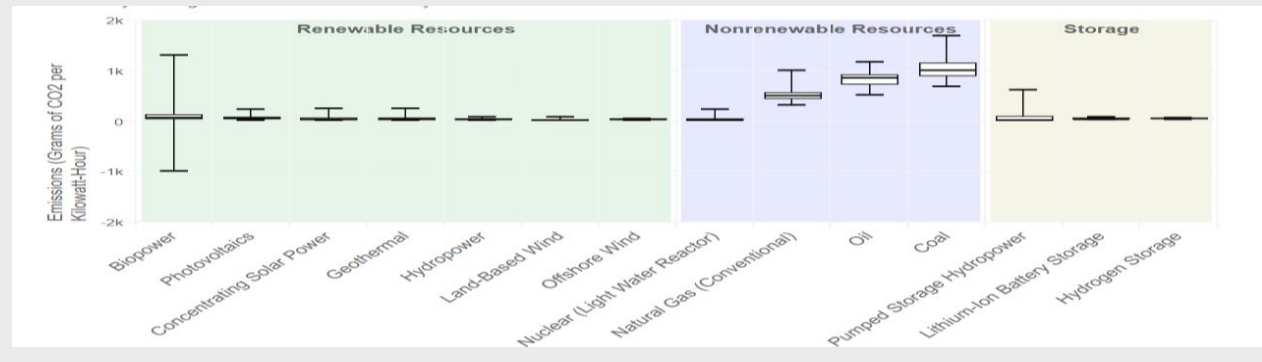 Renewable Resources
Nonrenewable Resources
Storage
Emissions (Grams of CO2 per
Kilowatt-Hour)
2k
1k
0
-1k
-2k
Biopower
Photovoltaics
Concentrating Solar Power
Geothermal
Hydropower
Land-Based Wind
Offshore Wind
Nuclear (Light Water Reactor)
Natural Gas (Conventional)
Oil
Coal
Pumped Storage Hydropower
Lithium-Ion Battery Storage
Hydrogen Storage